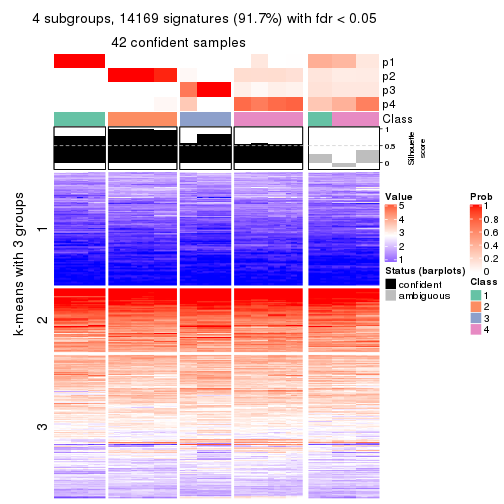 4 subgroups, 14169 signatures (91.7%) with fdr < 0.05
42 confident samples
p1
p2
p3
p4
Class
1
0.5
0
Silhouette
score
k-means with 3 groups
1
2
3
Value
5
4
3
2
1
Status (barplots)
confident
ambiguous
Prob
1
0.8
0.6
0.4
0.2
0
Class
1
2
3
4